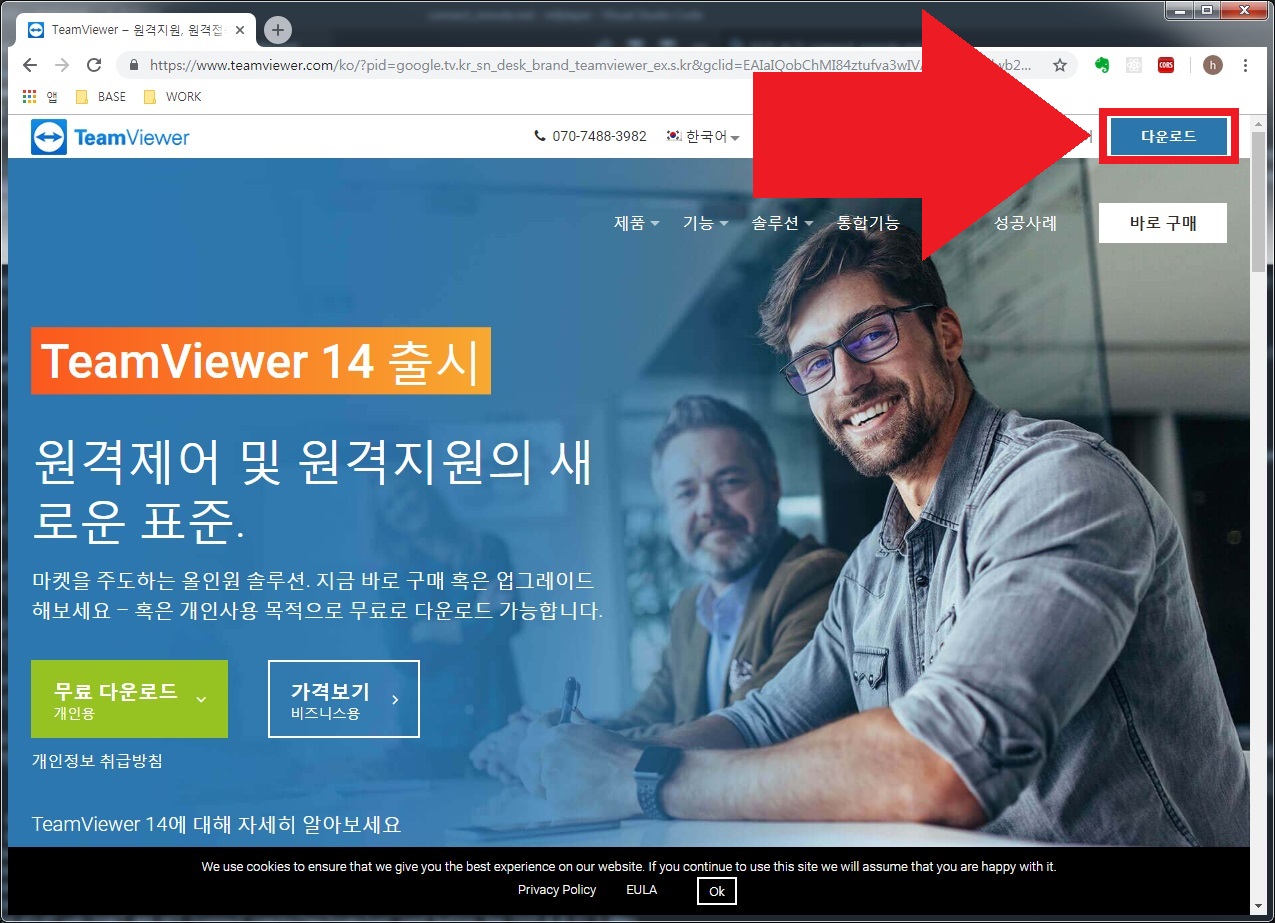 TeamViewer – 원격지원, 원격접
https://www.teamviewer.com/ko/?pid=google.tv.kr_sn_desk_brand_teamviewer_ex.s.kr&gclid=EAIaIQobChMI84ztufva3wIV
h
앱 BASE WORK
CORS
TeamViewer 070-7488-3982 한국어 다운로드
제품 기능 솔루션 통합기능 성공사례 바로 구매
TeamViewer 14 출시
원격제어 및 원격지원의 새
로운 표준.
마켓을 주도하는 올인원 솔루션. 지금 바로 구매 혹은 업그레이드
해보세요 – 혹은 개인사용 목적으로 무료로 다운로드 가능합니다.
무료 다운로드 가격보기
개인용 비즈니스용
개인정보 취급방침
TeamViewer 14에 대해 자세히 알아보세요
We use cookies to ensure that we give you the best experience on our website. If you continue to use this site we will assume that you are happy with it.
Privacy Policy EULA Ok